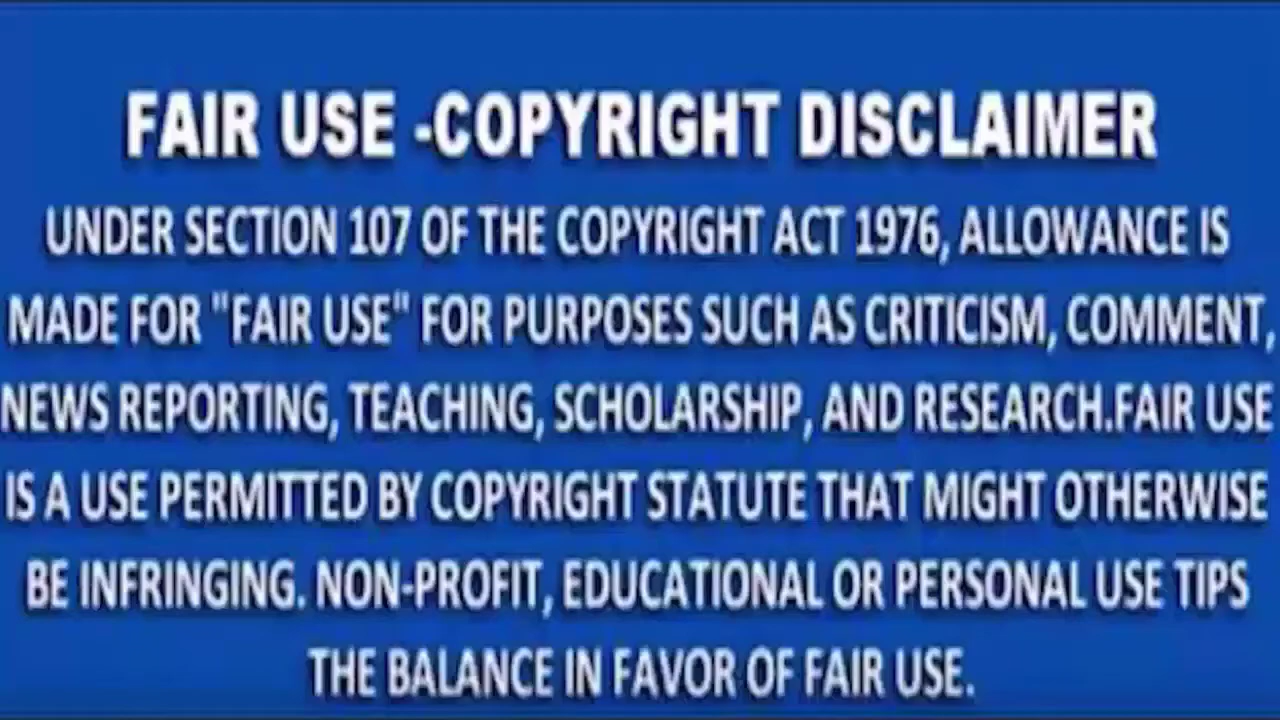 FAIR USE -COPYRIGHT DISCLAIMER
UNDER SECTION 107 OF THE COPYRIGHT ACT 1976, ALLOWANCE IS
MADE FOR "FAIR USE" FOR PURPOSES SUCH AS CRITICISM, COMMENT,
NEWS REPORTING, TEACHING, SCHOLARSHIP, AND RESEARCH.FAIR USE
IS A USE PERMITTED BY COPYRIGHT STATUTE THAT MIGHT OTHERWISE
BE INFRINGING. NON-PROFIT, EDUCATIONAL OR PERSONAL USE TIPS
THE BALANCE IN FAVOR OF FAIR USE.